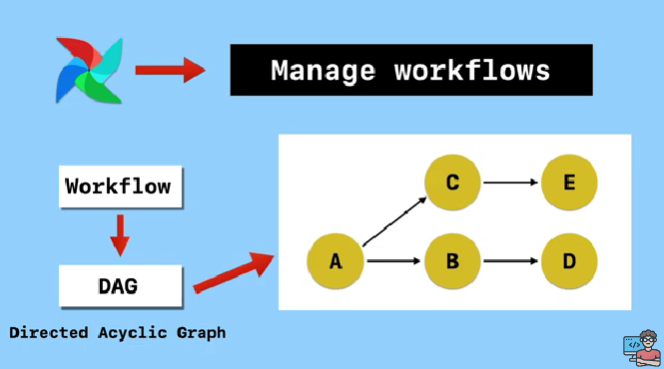 Manage workflows
Workflow
DAG
Directed Acyclic Graph
C
E
A
B
D